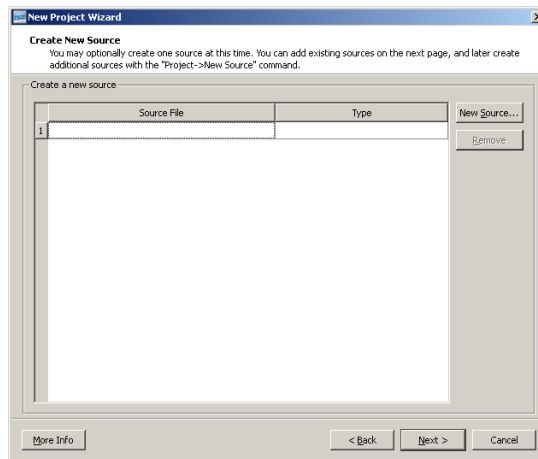 New Project Wizard
Create New Source
You may optionally create one source at this time. You can add existing sources on the next page, and later create
additional sources with the "Project->New Source" command.
Create a new source
Source File Type
New Source...
1
Remove
More Info
< Back
Next >
Cancel